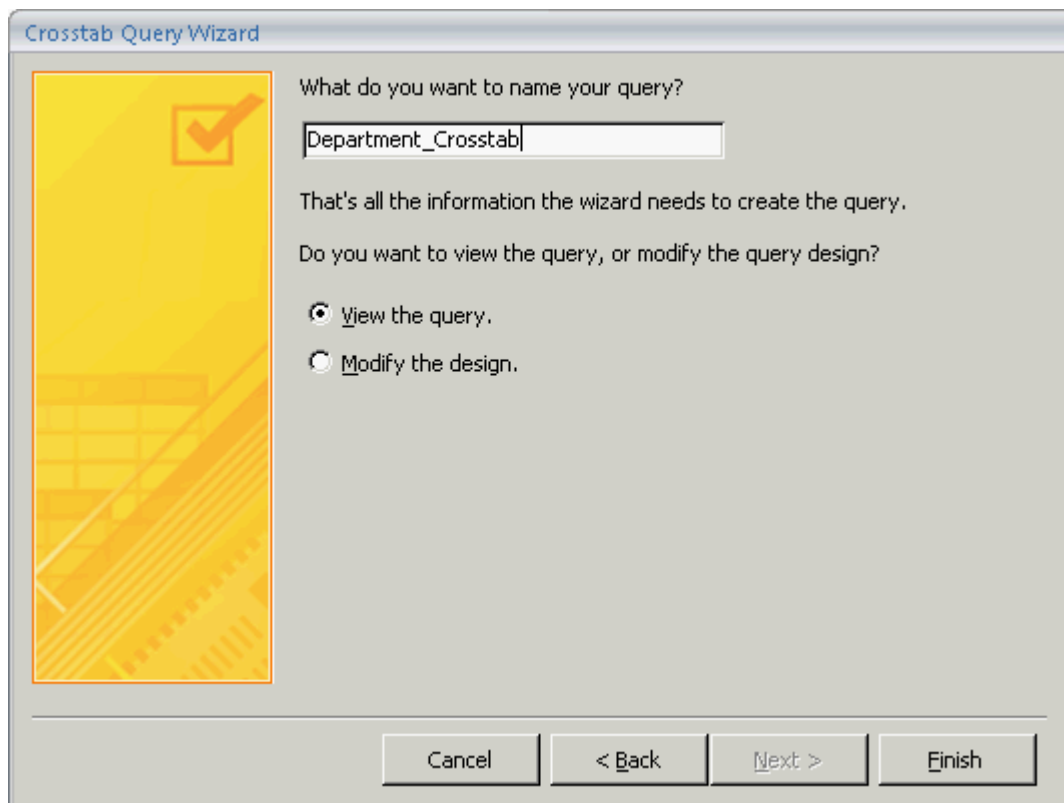 Crosstab Query Wizard
What do you want to name your query?
Department_Crosstab
That's all the information the wizard needs to create the query.
Do you want to view the query, or modify the query design?
View the query.
Modify the design.
Cancel
< Back
Next >
Finish